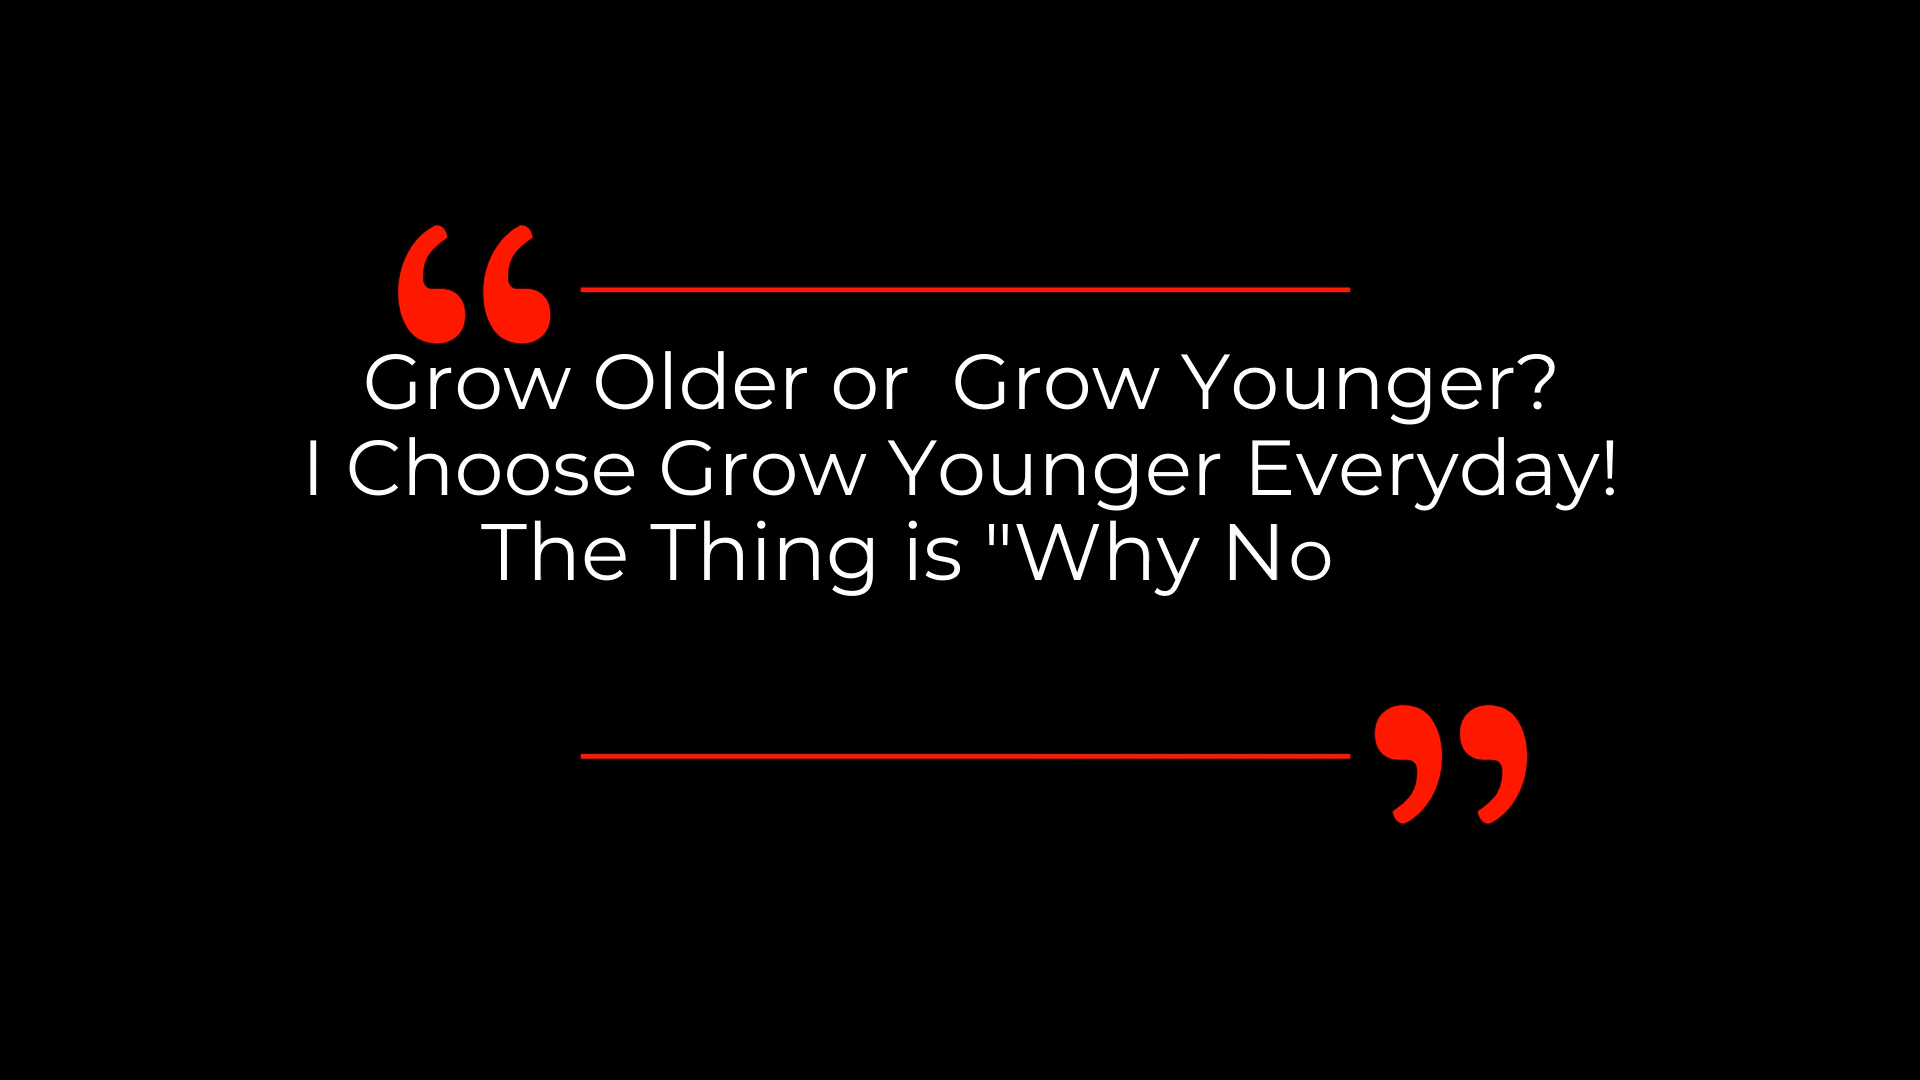 “
Grow Older or  Grow Younger?
I Choose Grow Younger Everyday!
The Thing is "Why No
”